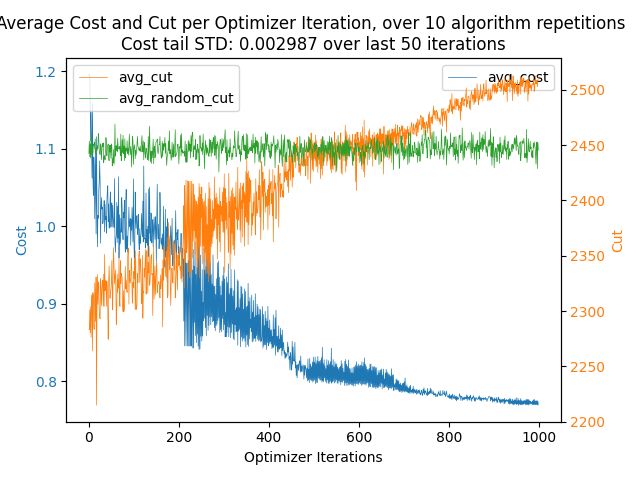 Average Cost and Cut per Optimizer Iteration, over 10 algorithm repetitions
Cost tail STD: 0.002987 over last 50 iterations
avg_cut
avg_random_cut
avg_cost
1.2
1.1
1.0
0.9
0.8
Cost
2500
2450
2400
2350
2300
2250
2200
Cut
0 200 400 600 800 1000
Optimizer Iterations